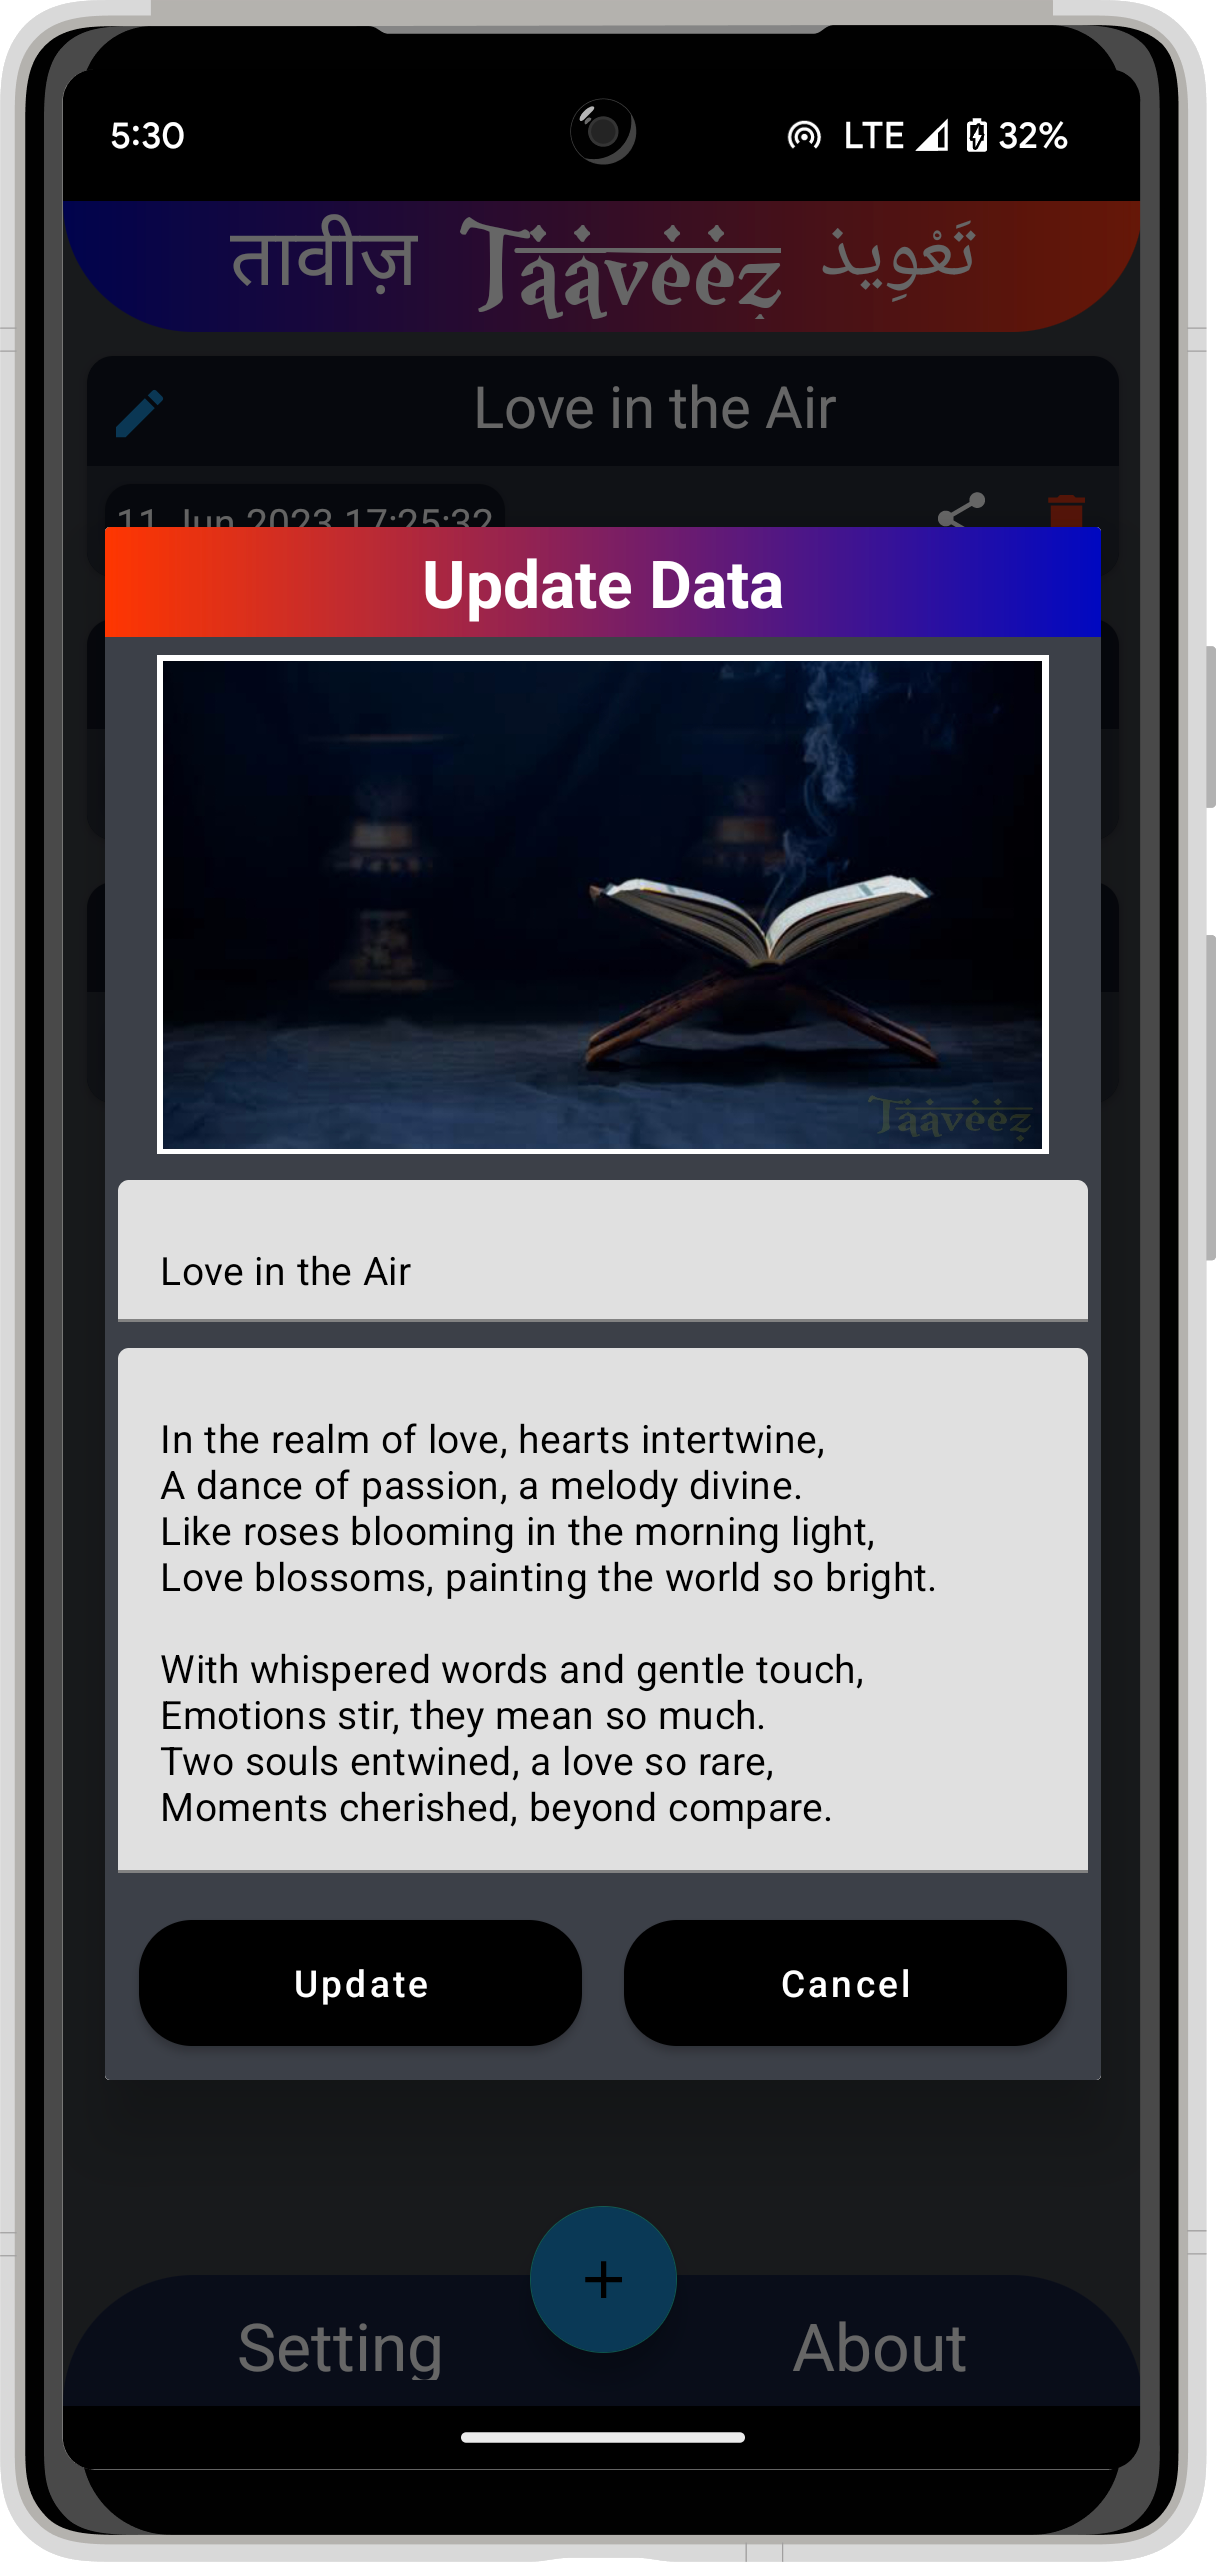 5:30 LTE 32%
तावीज़ Taaveez تَعْوِيذ
Love in the Air
11 Jun 2023 17:25:32
Update Data
Taaveez
Love in the Air
In the realm of love, hearts intertwine,
A dance of passion, a melody divine.
Like roses blooming in the morning light,
Love blossoms, painting the world so bright.
With whispered words and gentle touch,
Emotions stir, they mean so much.
Two souls entwined, a love so rare,
Moments cherished, beyond compare.
Update Cancel
+
Setting About